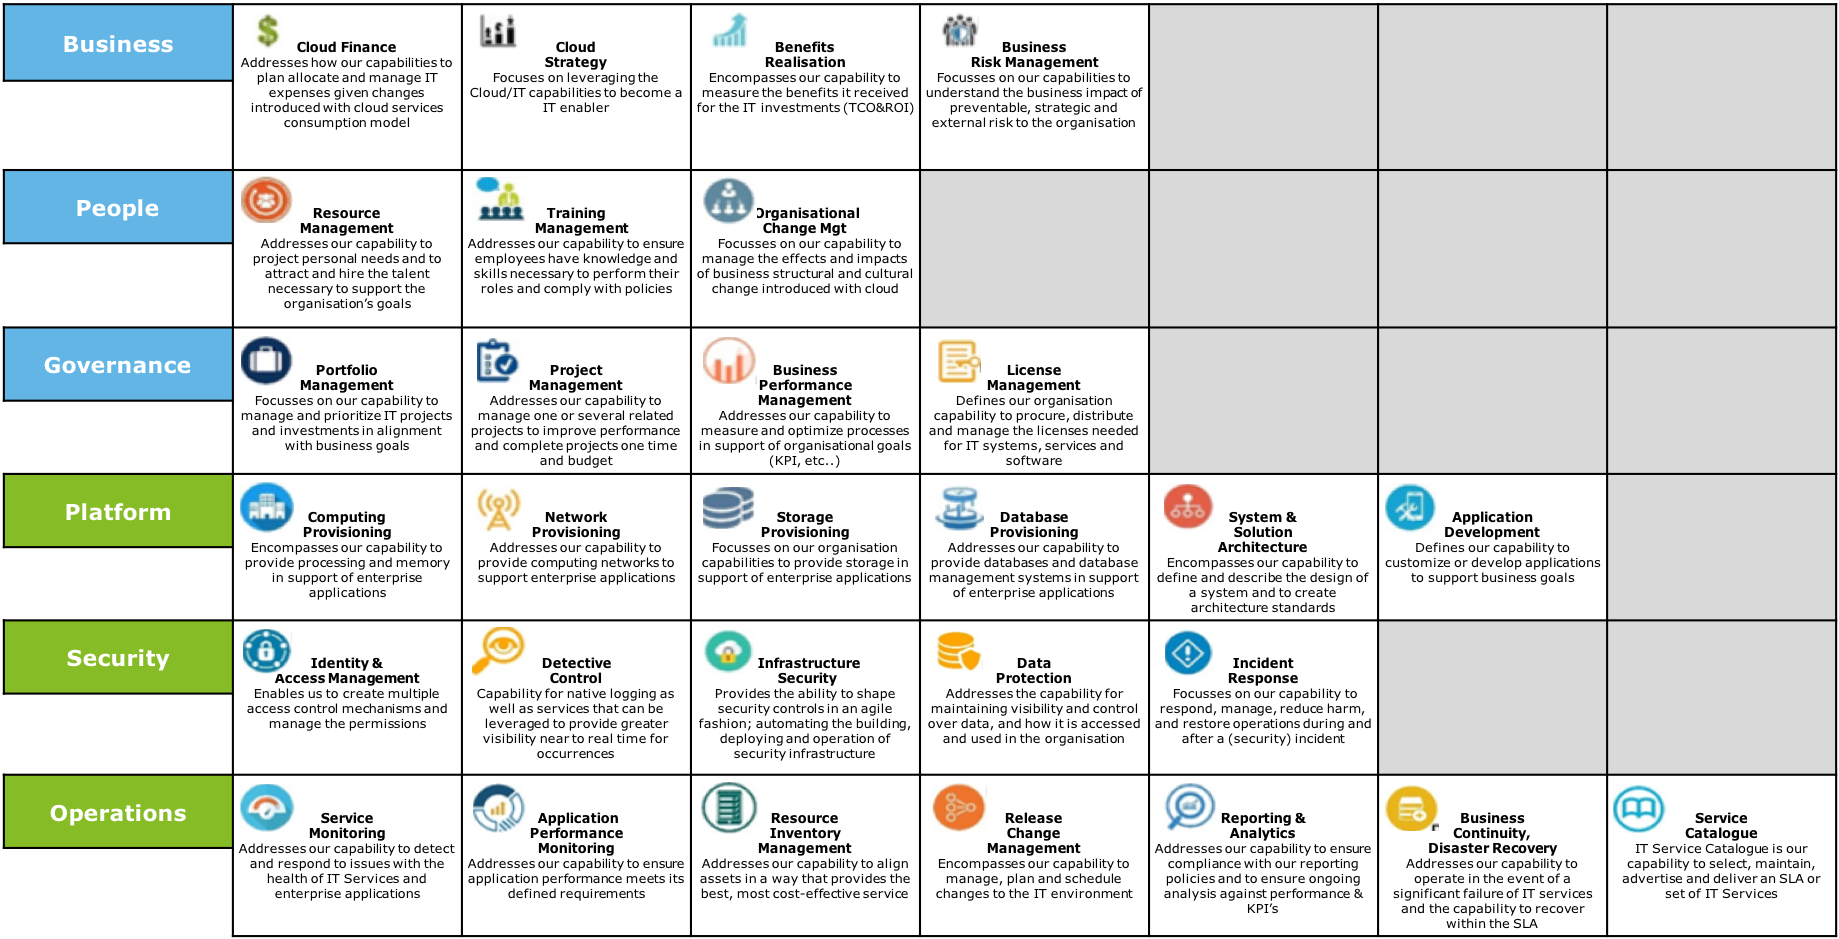 Business
Cloud Finance
Addresses how our capabilities to
plan allocate and manage IT
expenses given changes
introduced with cloud services
consumption model
Cloud
Strategy
Focuses on leveraging the
Cloud/IT capabilities to become a
IT enabler
Benefits
Realisation
Encompasses our capability to
measure the benefits it received
for the IT investments (TCO&ROI)
Business
Risk Management
Focusses on our capabilities to
understand the business impact of
preventable, strategic and
external risk to the organisation
People
Resource
Management
Addresses our capability to
project personal needs and to
attract and hire the talent
necessary to support the
organisation's goals
Training
Management
Addresses our capability to ensure
employees have knowledge and
skills necessary to perform their
roles and comply with policies
Organisational
Change Mgt
Focusses on our capability to
manage the effects and impacts
of business structural and cultural
change introduced with cloud
Governance
Portfolio
Management
Focusses on our capability to
manage and prioritize IT projects
and investments in alignment
with business goals
Project
Management
Addresses our capability to
manage one or several related
projects to improve performance
and complete projects one time
and budget
Business
Performance
Management
Addresses our capability to
measure and optimize processes
in support of organisational goals
(KPI, etc..)
License
Management
Defines our organisation
capability to procure, distribute
and manage the licenses needed
for IT systems, services and
software
Platform
Computing
Provisioning
Encompasses our capability to
provide processing and memory
in support of enterprise
applications
Network
Provisioning
Addresses our capability to
provide computing networks to
support enterprise applications
Storage
Provisioning
Focusses on our organisation
capabilities to provide storage in
support of enterprise applications
Database
Provisioning
Addresses our capability to
provide databases and database
management systems in support
of enterprise applications
System &
Solution
Architecture
Encompasses our capability to
define and describe the design of
a system and to create
architecture standards
Application
Development
Defines our capability to
customize or develop applications
to support business goals
Security
Identity &
Access Management
Enables us to create multiple
access control mechanisms and
manage the permissions
Detective
Control
Capability for native logging as
well as services that can be
leveraged to provide greater
visibility near to real time for
occurrences
Infrastructure
Security
Provides the ability to shape
security controls in an agile
fashion; automating the building,
deploying and operation of
security infrastructure
Data
Protection
Addresses the capability for
maintaining visibility and control
over data, and how it is accessed
and used in the organisation
Incident
Response
Focusses on our capability to
respond, manage, reduce harm,
and restore operations during and
after a (security) incident
Operations
Service
Monitoring
Addresses our capability to detect
and respond to issues with the
health of IT Services and
enterprise applications
Application
Performance
Monitoring
Addresses our capability to ensure
application performance meets its
defined requirements
Resource
Inventory
Management
Addresses our capability to align
assets in a way that provides the
best, most cost-effective service
Release
Change
Management
Encompasses our capability to
manage, plan and schedule
changes to the IT environment
Reporting &
Analytics
Addresses our capability to ensure
compliance with our reporting
policies and to ensure ongoing
analysis against performance &
KPI's
Business
Continuity,
Disaster Recovery
Addresses our capability to
operate in the event of a
significant failure of IT services
and the capability to recover
within the SLA
Service
Catalogue
IT Service Catalogue is our
capability to select, maintain,
advertise and deliver an SLA or
set of IT Services